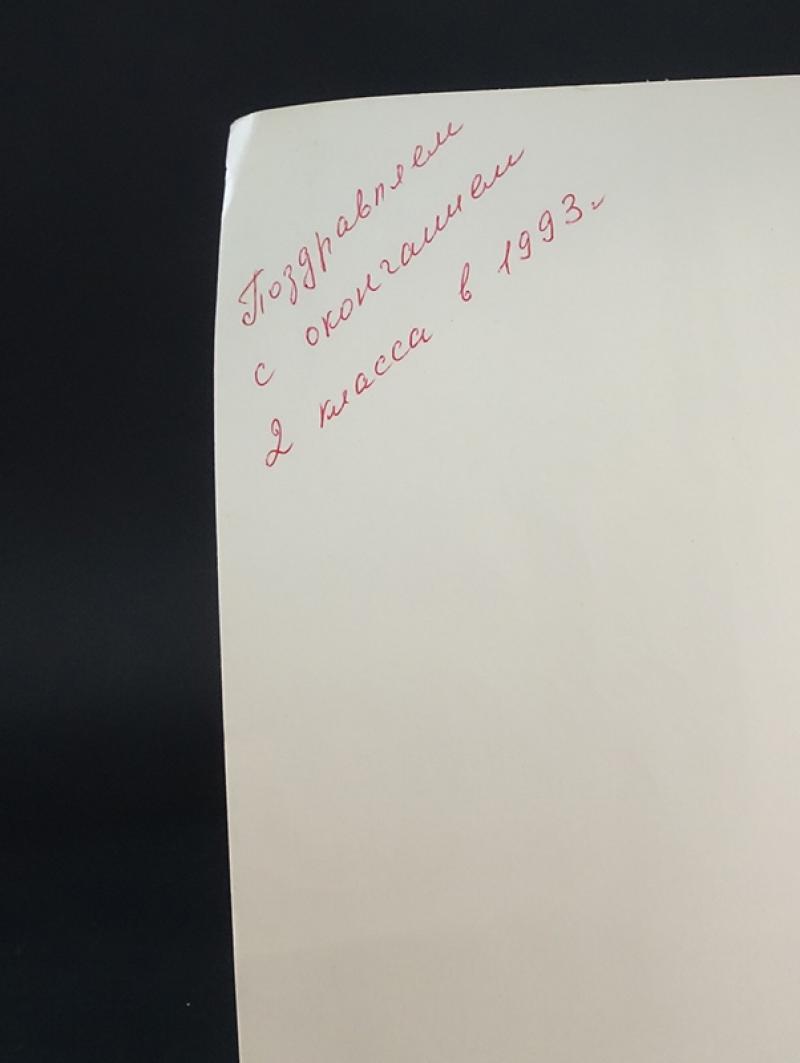 Поздравляем
с окончанием
2 класса в 1993г.